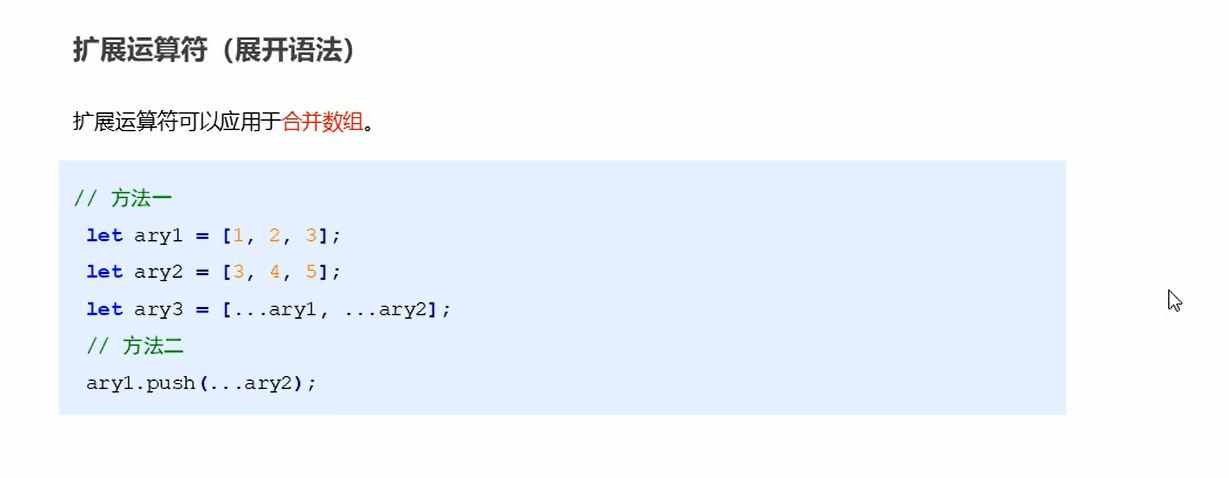 扩展运算符（展开语法）
扩展运算符可以应用于合并数组。
// 方法一
let ary1 = [1, 2, 3];
let ary2 = [3, 4, 5];
let ary3 = [...ary1, ...ary2];
// 方法二
ary1.push(...ary2);